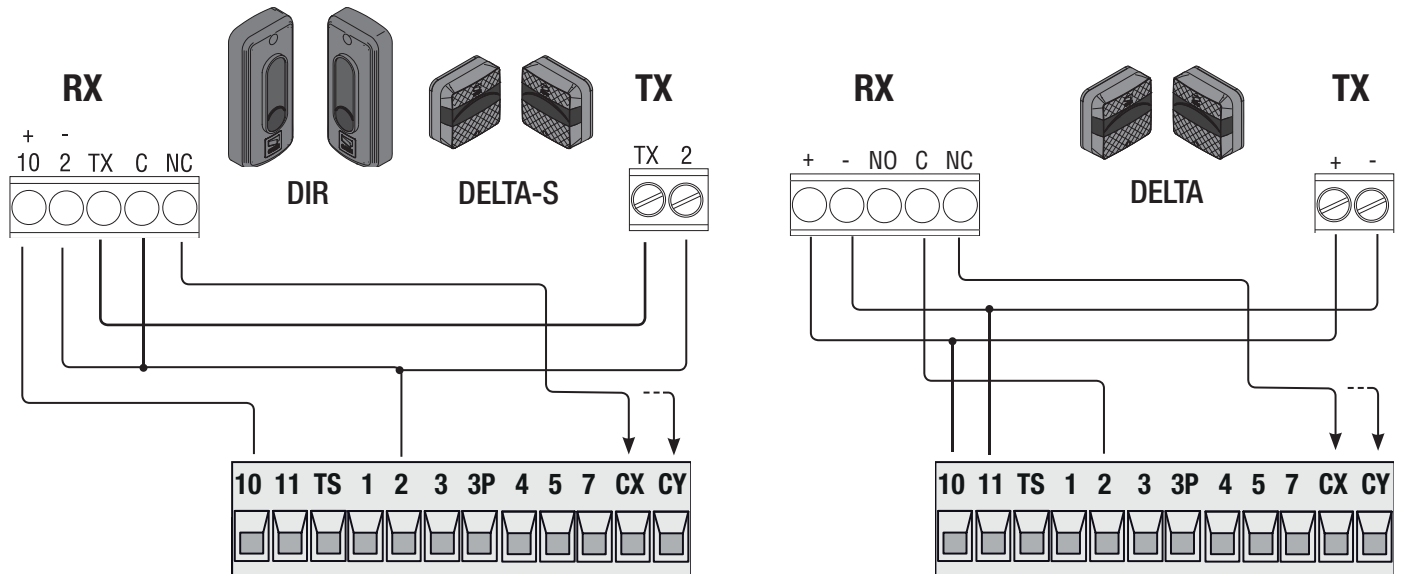 RX
TX
+ -
10 2 TX C NC
TX 2
DIR
DELTA-S
10 11 TS 1 2 3 3P 4 5 7 CX CY
RX
TX
+ - NO C NC
+ -
DELTA
10 11 TS 1 2 3 3P 4 5 7 CX CY